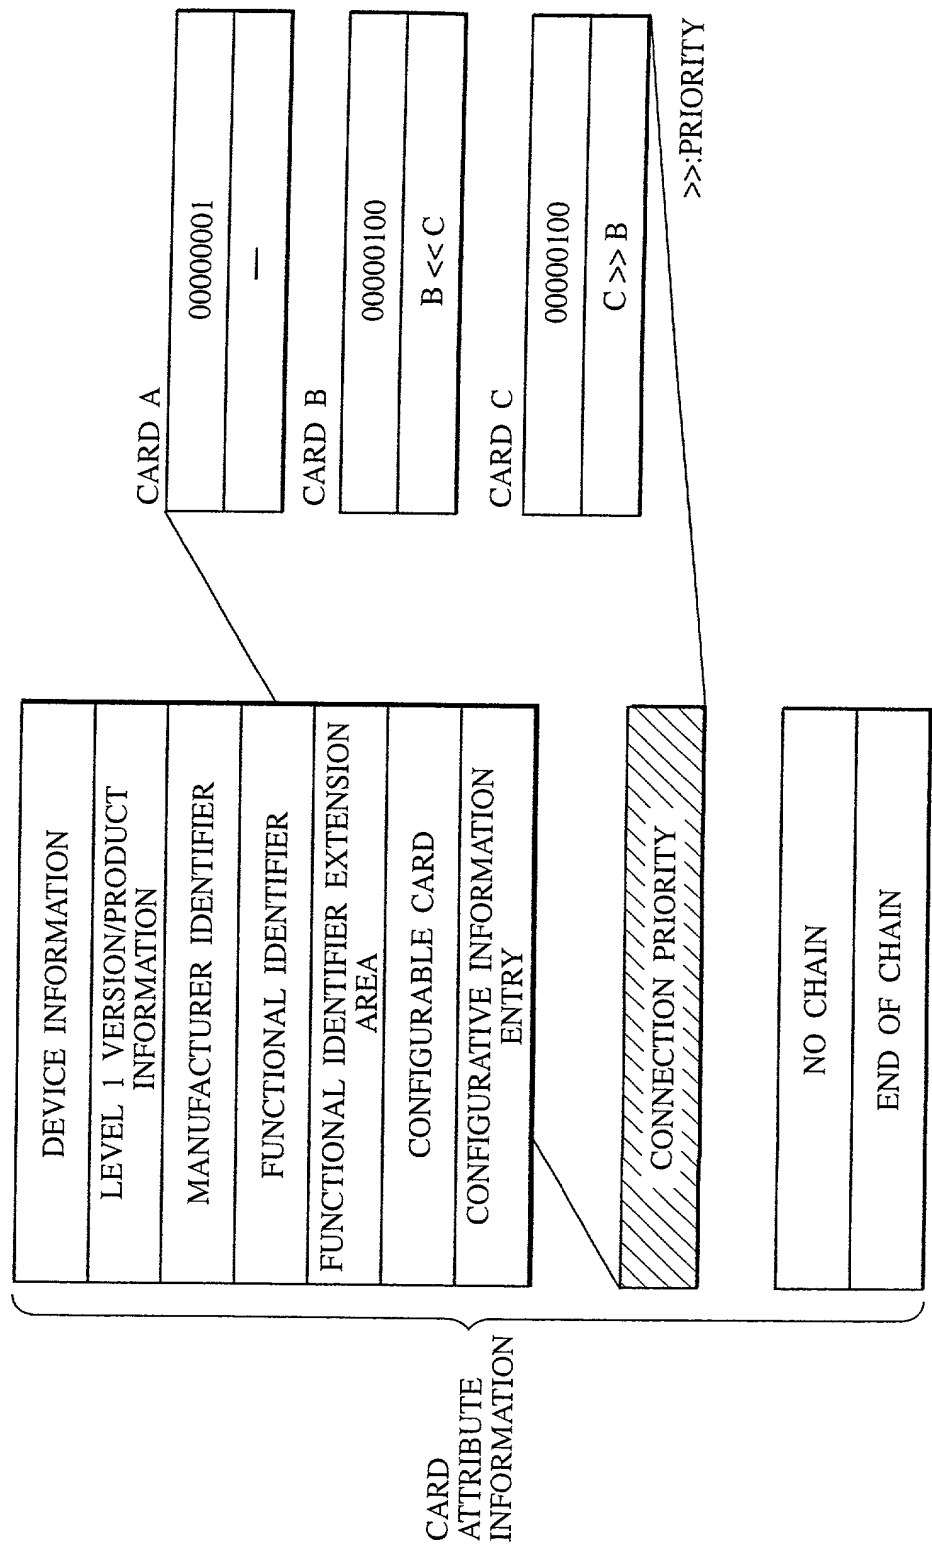 CARD
ATTRIBUTE
INFORMATION
DEVICE INFORMATION
LEVEL 1 VERSION/PRODUCT
INFORMATION
MANUFACTURER IDENTIFIER
FUNCTIONAL IDENTIFIER
FUNCTIONAL IDENTIFIER EXTENSION
AREA
CONFIGURABLE CARD
CONFIGURATIVE INFORMATION
ENTRY
CONNECTION PRIORITY
NO CHAIN
END OF CHAIN
CARD A
00000001
—
CARD B
00000100
B << C
CARD C
00000100
C >> B
>>:PRIORITY